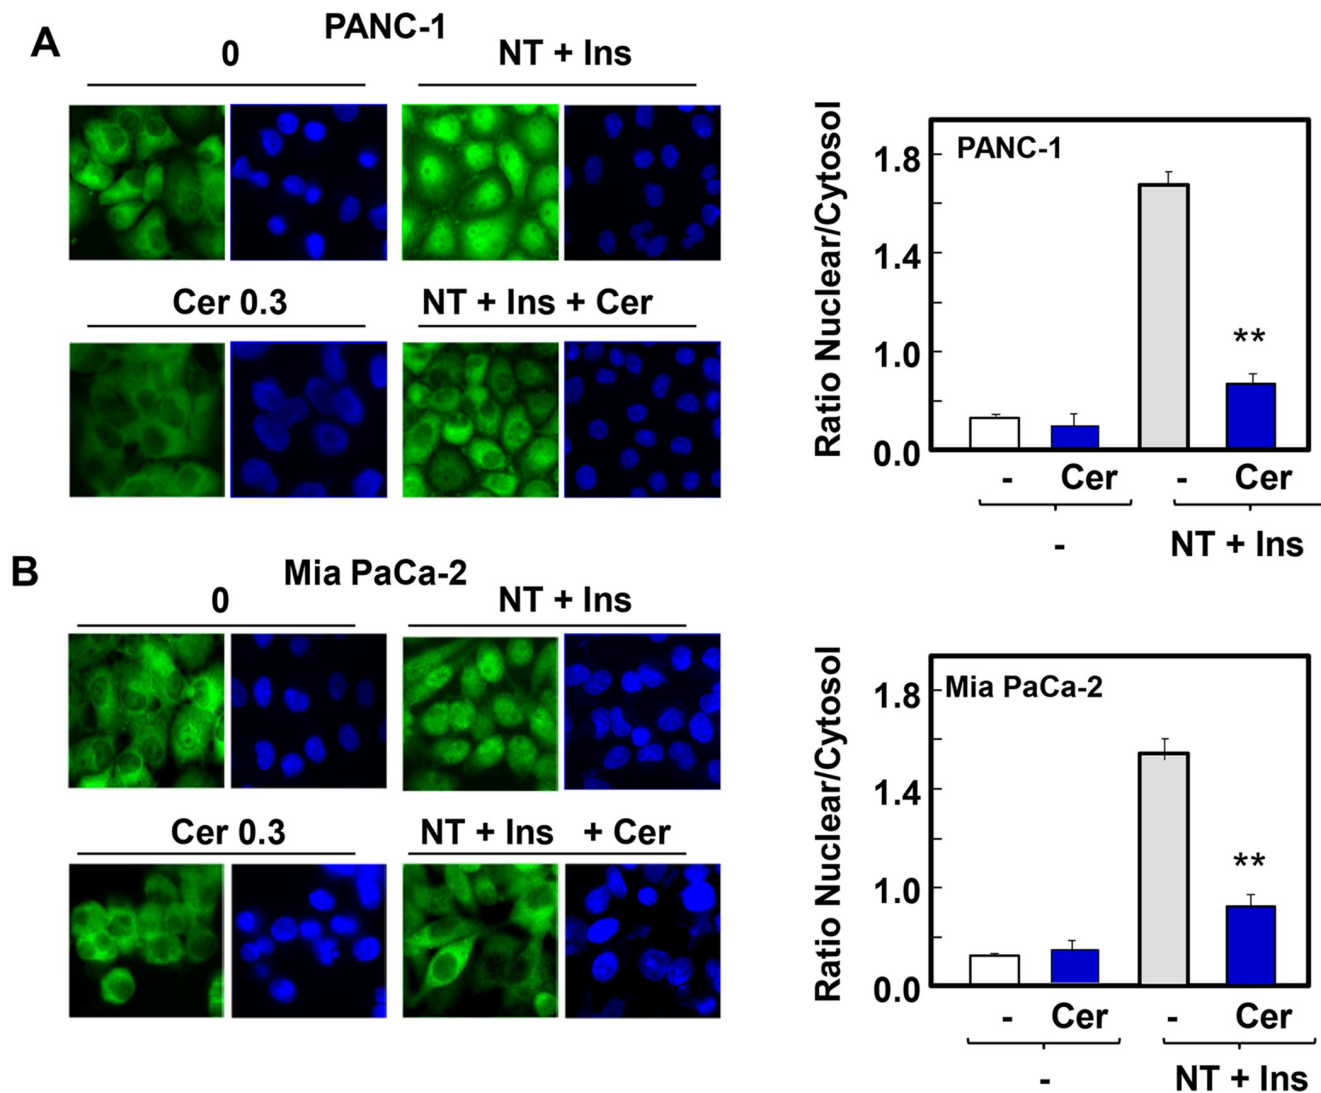 A
PANC-1
0
NT + Ins
Cer 0.3
NT + Ins + Cer
Ratio Nuclear/Cytosol
PANC-1
1.8
1.4
1.0
0.0
**
- Cer - Cer
- NT + Ins
B
Mia PaCa-2
0
NT + Ins
Cer 0.3
NT + Ins + Cer
Ratio Nuclear/Cytosol
Mia PaCa-2
1.8
1.4
1.0
0.0
**
- Cer - Cer
- NT + Ins